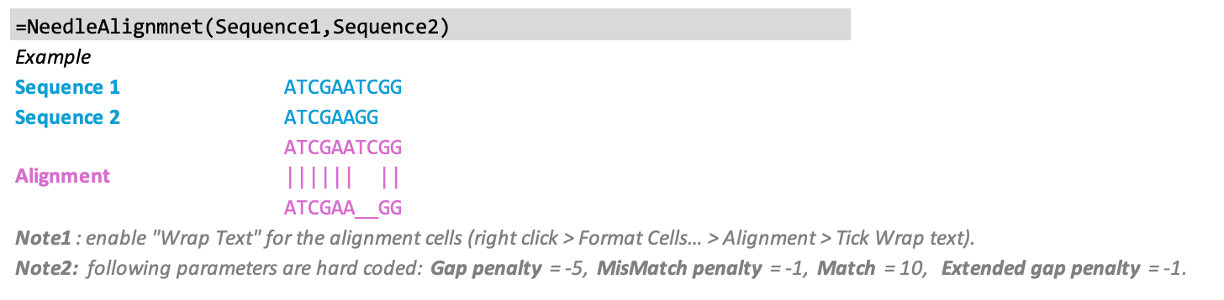 =NeedleAlignmnet(Sequence1,Sequence2)
Example
Sequence 1 ATCGAATCGG
Sequence 2 ATCGAAGG
ATCGAATCGG
Alignment |||||| ||
ATCGAA__GG
Note1 : enable "Wrap Text" for the alignment cells (right click > Format Cells... > Alignment > Tick Wrap text).
Note2: following parameters are hard coded: Gap penalty = -5, MisMatch penalty = -1, Match = 10, Extended gap penalty = -1.